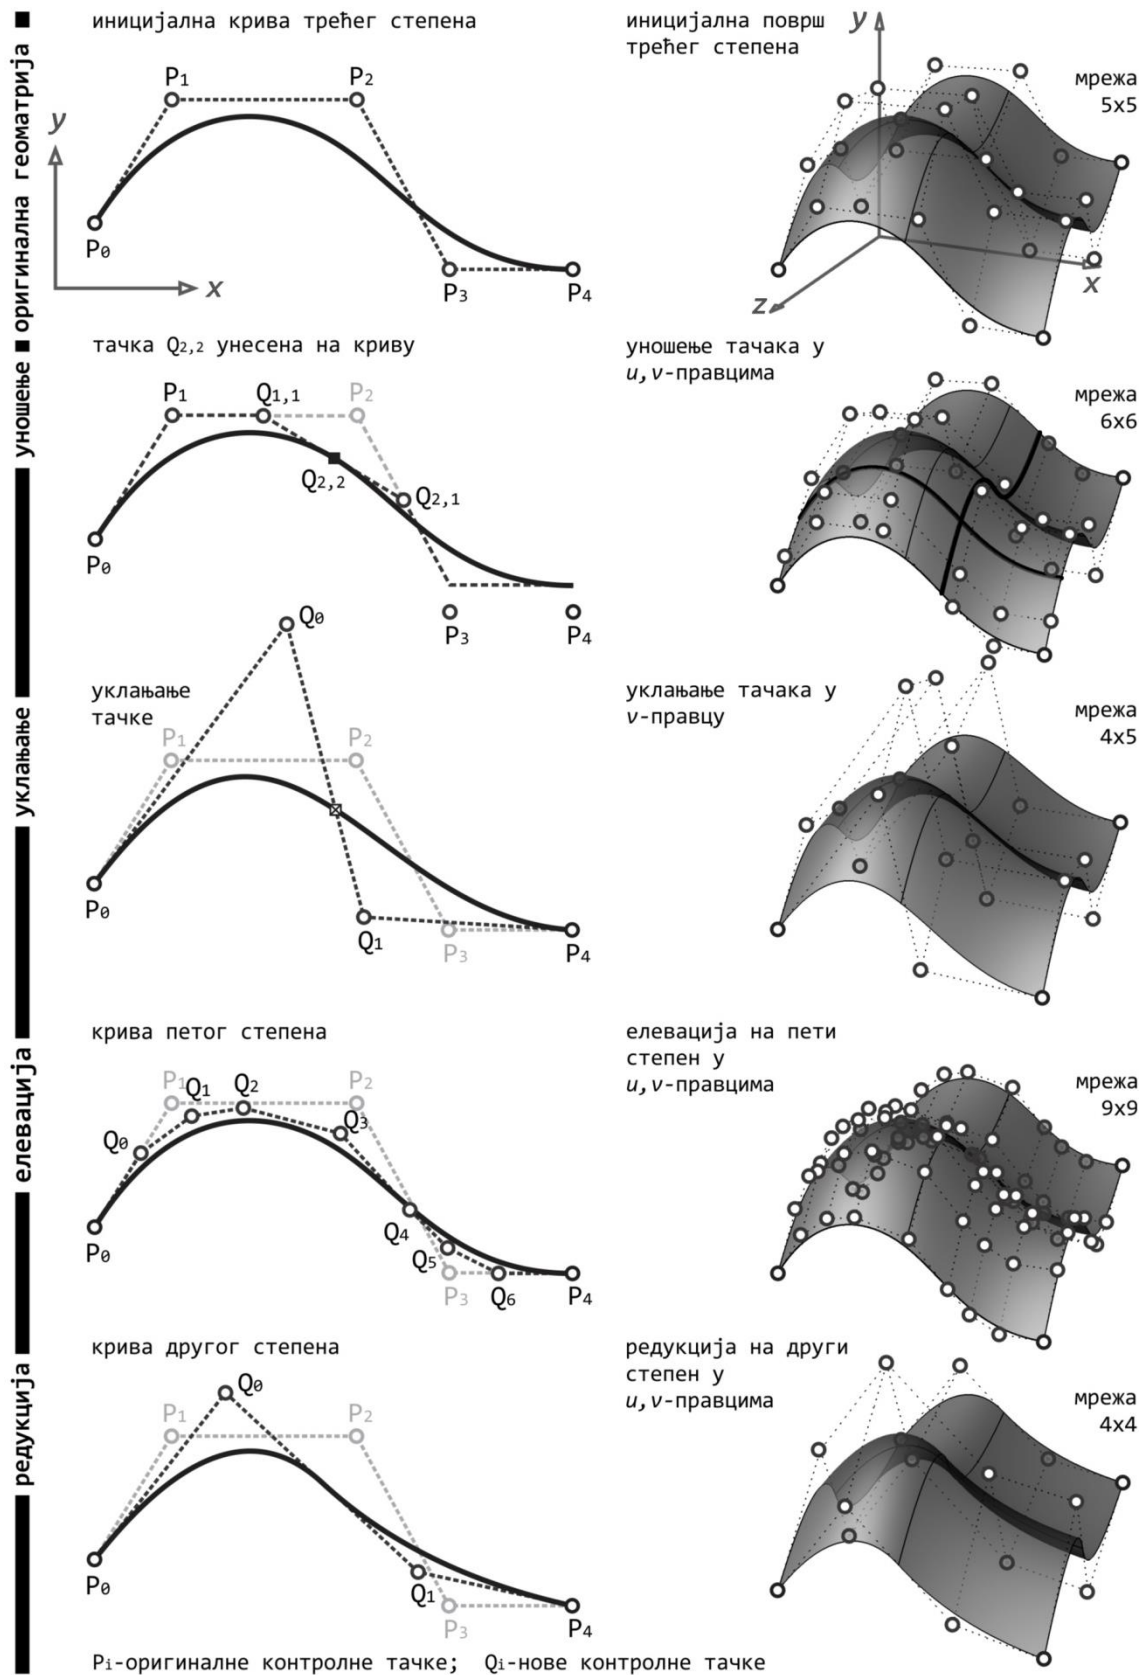 оригинална геоматрија
иницијална крива трећег степена
P₁
P₂
y
P₀
x
P₃
P₄
иницијална површ
трећег степена
y
мрежа
5x5
x
z
уношење
тачка Q₂,₂ унесена на криву
P₁
Q₁,₁
P₂
Q₂,₂
Q₂,₁
P₀
P₃
P₄
уношење тачака у
u,v-правцима
мрежа
6x6
уклањање
уклањање
тачке
Q₀
P₁
P₂
P₀
Q₁
P₃
P₄
уклањање тачака у
v-правцу
мрежа
4x5
елевација
крива петог степена
P₁
Q₁
Q₂
P₂
Q₀
Q₃
P₀
Q₄
Q₅
P₃
Q₆
P₄
елевација на пети
степен у
u,v-правцима
мрежа
9x9
редукција
крива другог степена
Q₀
P₁
P₂
P₀
Q₁
P₃
P₄
редукција на други
степен у
u,v-правцима
мрежа
4x4
Pᵢ-оригиналне контролне тачке; Qᵢ-нове контролне тачке